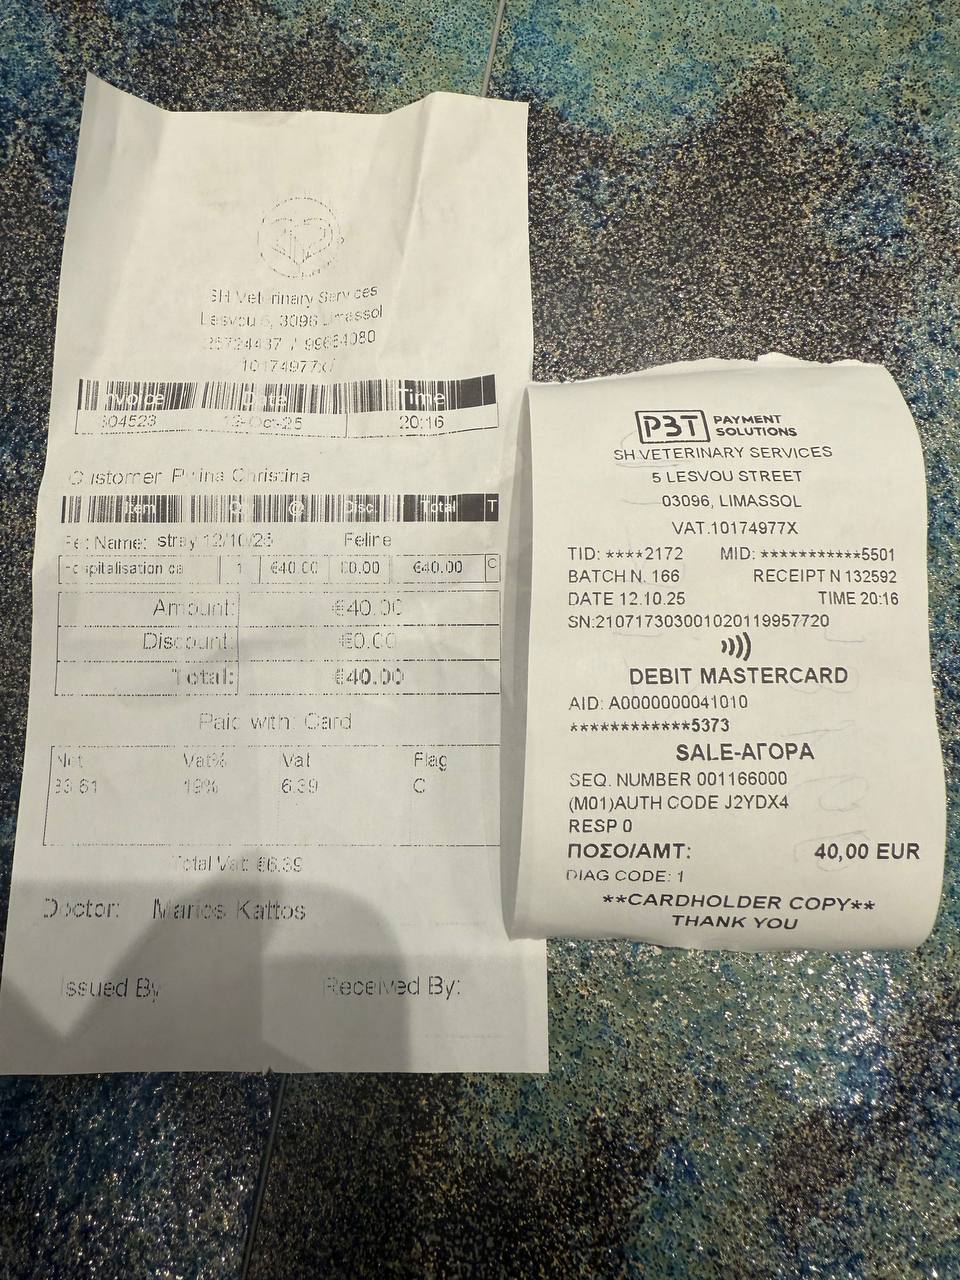 SH Veterinary Services
Lesvou 5, 3096 Limassol
/ 99664080
10174977X/
Invoice Date Time
304523 12-Oct-25 20:16
Customer Christina
Item Q @ Disc. Total T
Pet Name: stray 12/10/25 Feline
Hospitalisation ca 1 €40.00 €0.00 €40.00 C
Amount: €40.00
Discount: €0.00
Total: €40.00
Paid with: Card
Net Vat% Vat Flag
33.61 19% 6.39 C
Total Vat: €6.39
Doctor: Marios Kattos
Issued By Received By:
PBT PAYMENT SOLUTIONS
SH VETERINARY SERVICES
5 LESVOU STREET
03096, LIMASSOL
VAT.10174977X
TID: ****2172 MID: ***********5501
BATCH N. 166 RECEIPT N 132592
DATE 12.10.25 TIME 20:16
SN:210717303001020119957720
DEBIT MASTERCARD
AID: A0000000041010
************5373
SALE-ΑΓΟΡΑ
SEQ. NUMBER 001166000
(M01)AUTH CODE J2YDX4
RESP 0
ΠΟΣΟ/AMT: 40,00 EUR
DIAG CODE: 1
**CARDHOLDER COPY**
THANK YOU